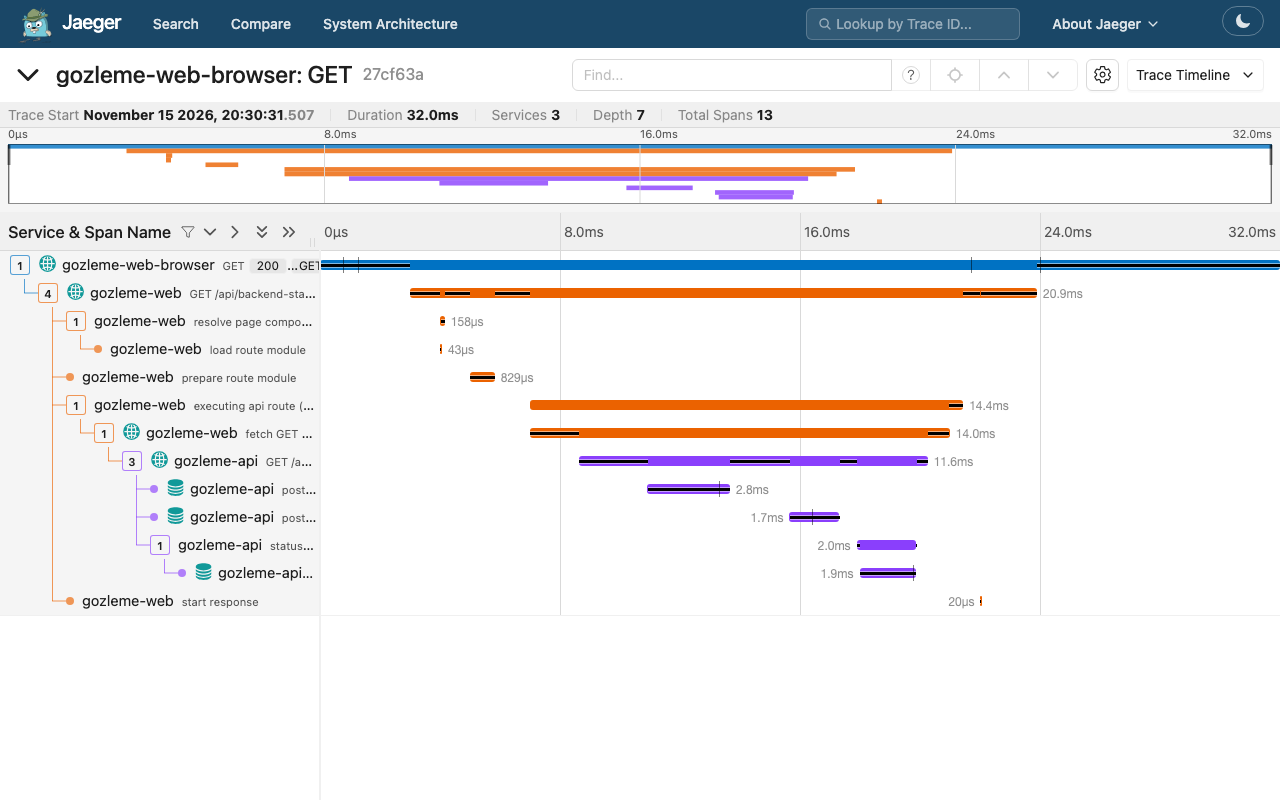 Jaeger Search Compare System Architecture Lookup by Trace ID... About Jaeger
gozleme-web-browser: GET 27cf63a Find... ? Trace Timeline
Trace Start November 15 2026, 20:30:31.507 Duration 32.0ms Services 3 Depth 7 Total Spans 13
0μs 8.0ms 16.0ms 24.0ms 32.0ms
Service & Span Name 0μs 8.0ms 16.0ms 24.0ms 32.0ms
1 gozleme-web-browser GET 200 ...GET
4 gozleme-web GET /api/backend-sta... 20.9ms
1 gozleme-web resolve page compo... 158μs
gozleme-web load route module 43μs
gozleme-web prepare route module 829μs
1 gozleme-web executing api route (... 14.4ms
1 gozleme-web fetch GET ... 14.0ms
3 gozleme-api GET /a... 11.6ms
gozleme-api post... 2.8ms
gozleme-api post... 1.7ms
1 gozleme-api status... 2.0ms
gozleme-api... 1.9ms
gozleme-web start response 20μs